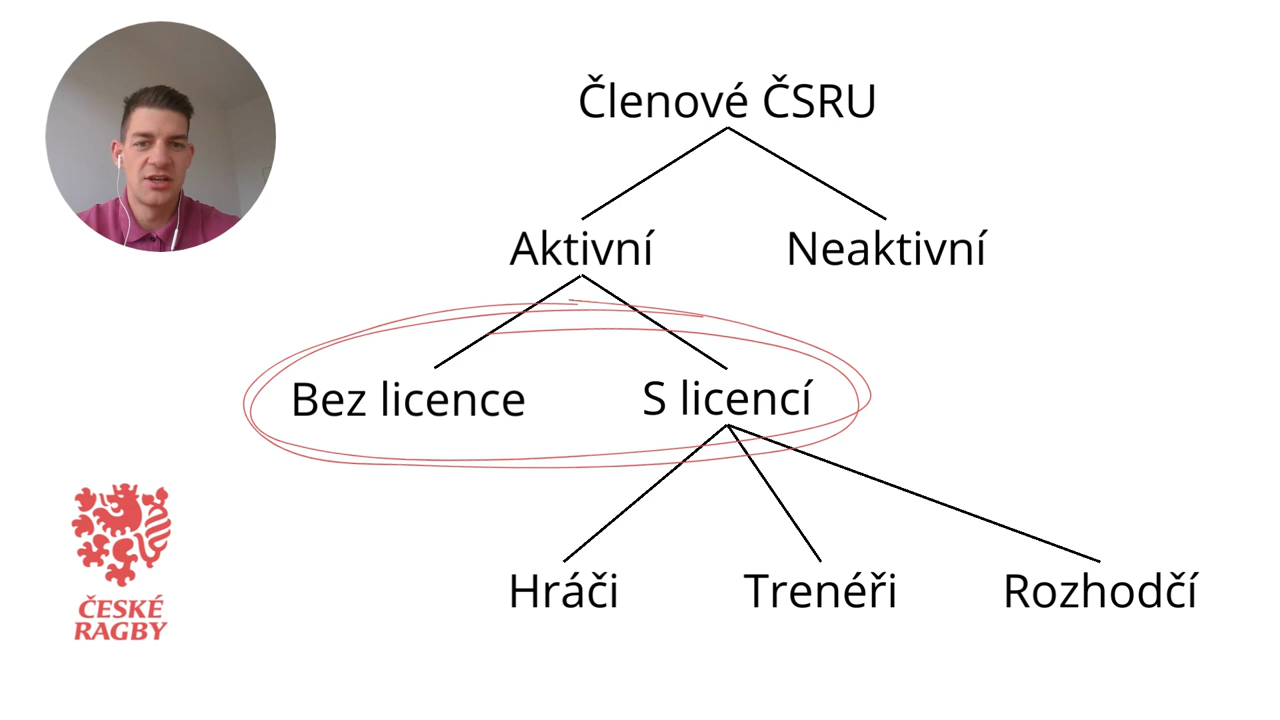 Členové ČSRU
Aktivní
Neaktivní
Bez licence
S licencí
Hráči
Trenéři
Rozhodčí
ČESKÉ
RAGBY